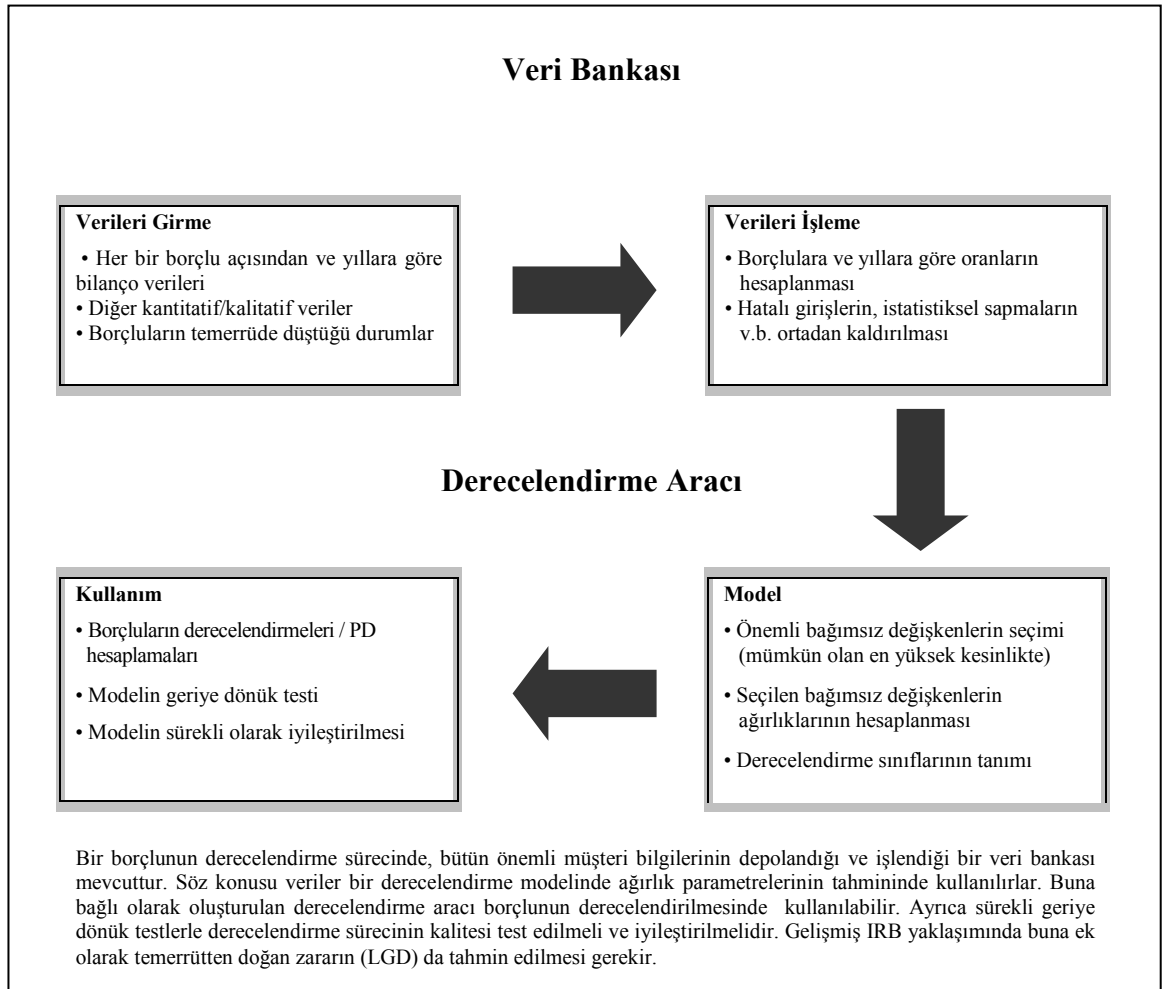 Veri Bankası
Verileri Girme
• Her bir borçlu açısından ve yıllara göre
bilanço verileri
• Diğer kantitatif/kalitatif veriler
• Borçluların temerrüde düştüğü durumlar
Verileri İşleme
• Borçlulara ve yıllara göre oranların
hesaplanması
• Hatalı girişlerin, istatistiksel sapmaların
v.b. ortadan kaldırılması
Derecelendirme Aracı
Kullanım
• Borçluların derecelendirmeleri / PD
hesaplamaları
• Modelin geriye dönük testi
• Modelin sürekli olarak iyileştirilmesi
Model
• Önemli bağımsız değişkenlerin seçimi
(mümkün olan en yüksek kesinlikte)
• Seçilen bağımsız değişkenlerin
ağırlıklarının hesaplanması
• Derecelendirme sınıflarının tanımı
Bir borçlunun derecelendirme sürecinde, bütün önemli müşteri bilgilerinin depolandığı ve işlendiği bir veri bankası
mevcuttur. Söz konusu veriler bir derecelendirme modelinde ağırlık parametrelerinin tahmininde kullanılırlar. Buna
bağlı olarak oluşturulan derecelendirme aracı borçlunun derecelendirilmesinde kullanılabilir. Ayrıca sürekli geriye
dönük testlerle derecelendirme sürecinin kalitesi test edilmeli ve iyileştirilmelidir. Gelişmiş IRB yaklaşımında buna ek
olarak temerrütten doğan zararın (LGD) da tahmin edilmesi gerekir.